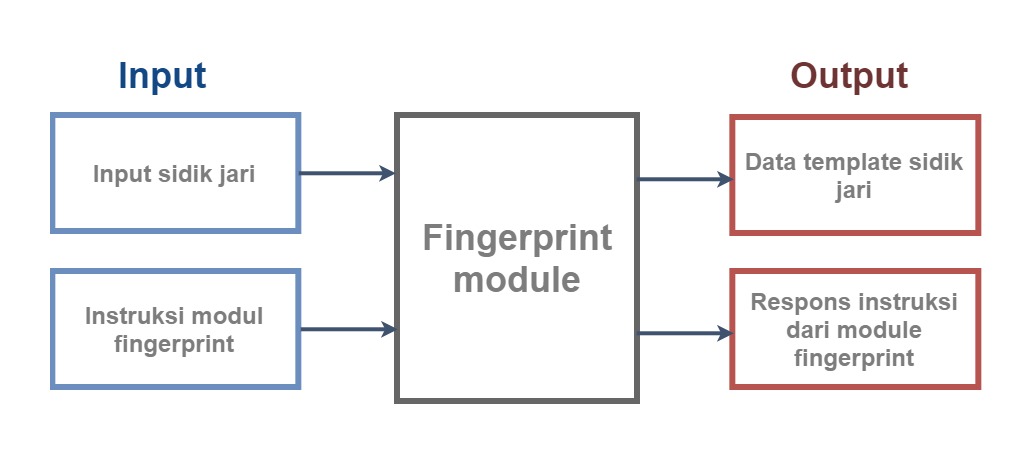 Input
Output
Input sidik jari
Instruksi modul
fingerprint
Fingerprint
module
Data template sidik
jari
Respons instruksi
dari module
fingerprint